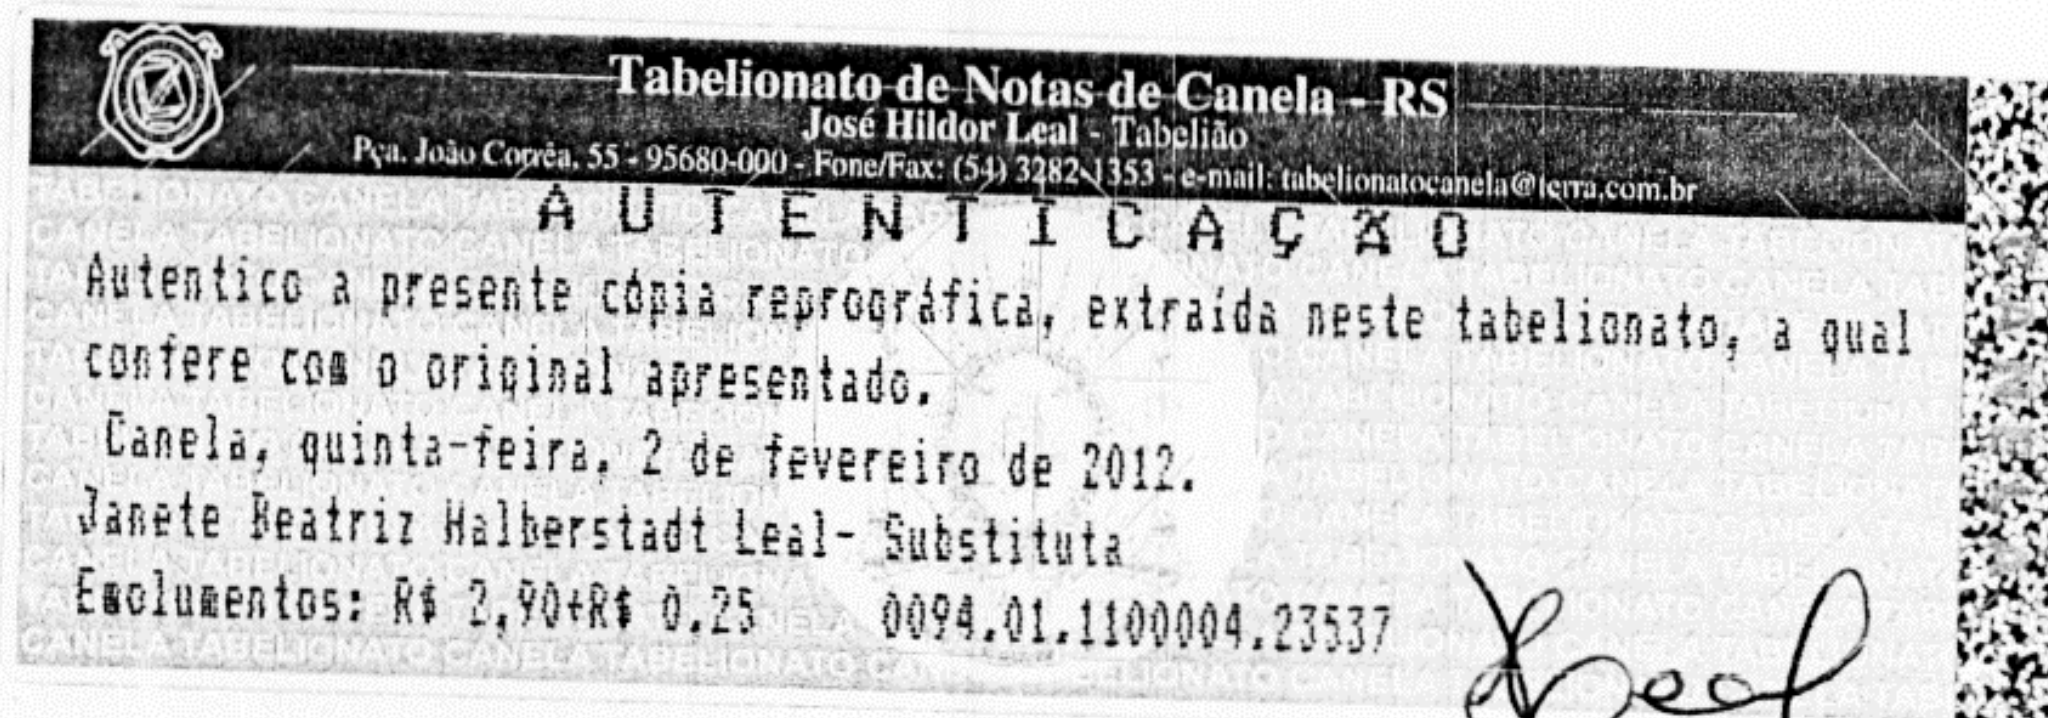 Tabelionato de Notas de Canela - RS
José Hildor Leal - Tabelião
Pça. João Corrêa, 55 - 95680-000 - Fone/Fax: (54) 3282-1353 - e-mail: tabelionatocanela@terra.com.br
A U T E N T I C A Ç Ã O
Autentico a presente cópia reprográfica, extraída neste tabelionato, a qual
confere com o original apresentado.
Canela, quinta-feira, 2 de fevereiro de 2012.
Janete Beatriz Halberstadt Leal- Substituta
Emolumentos: R$ 2,90+R$ 0,25 0094.01.1100004.23537
Leal